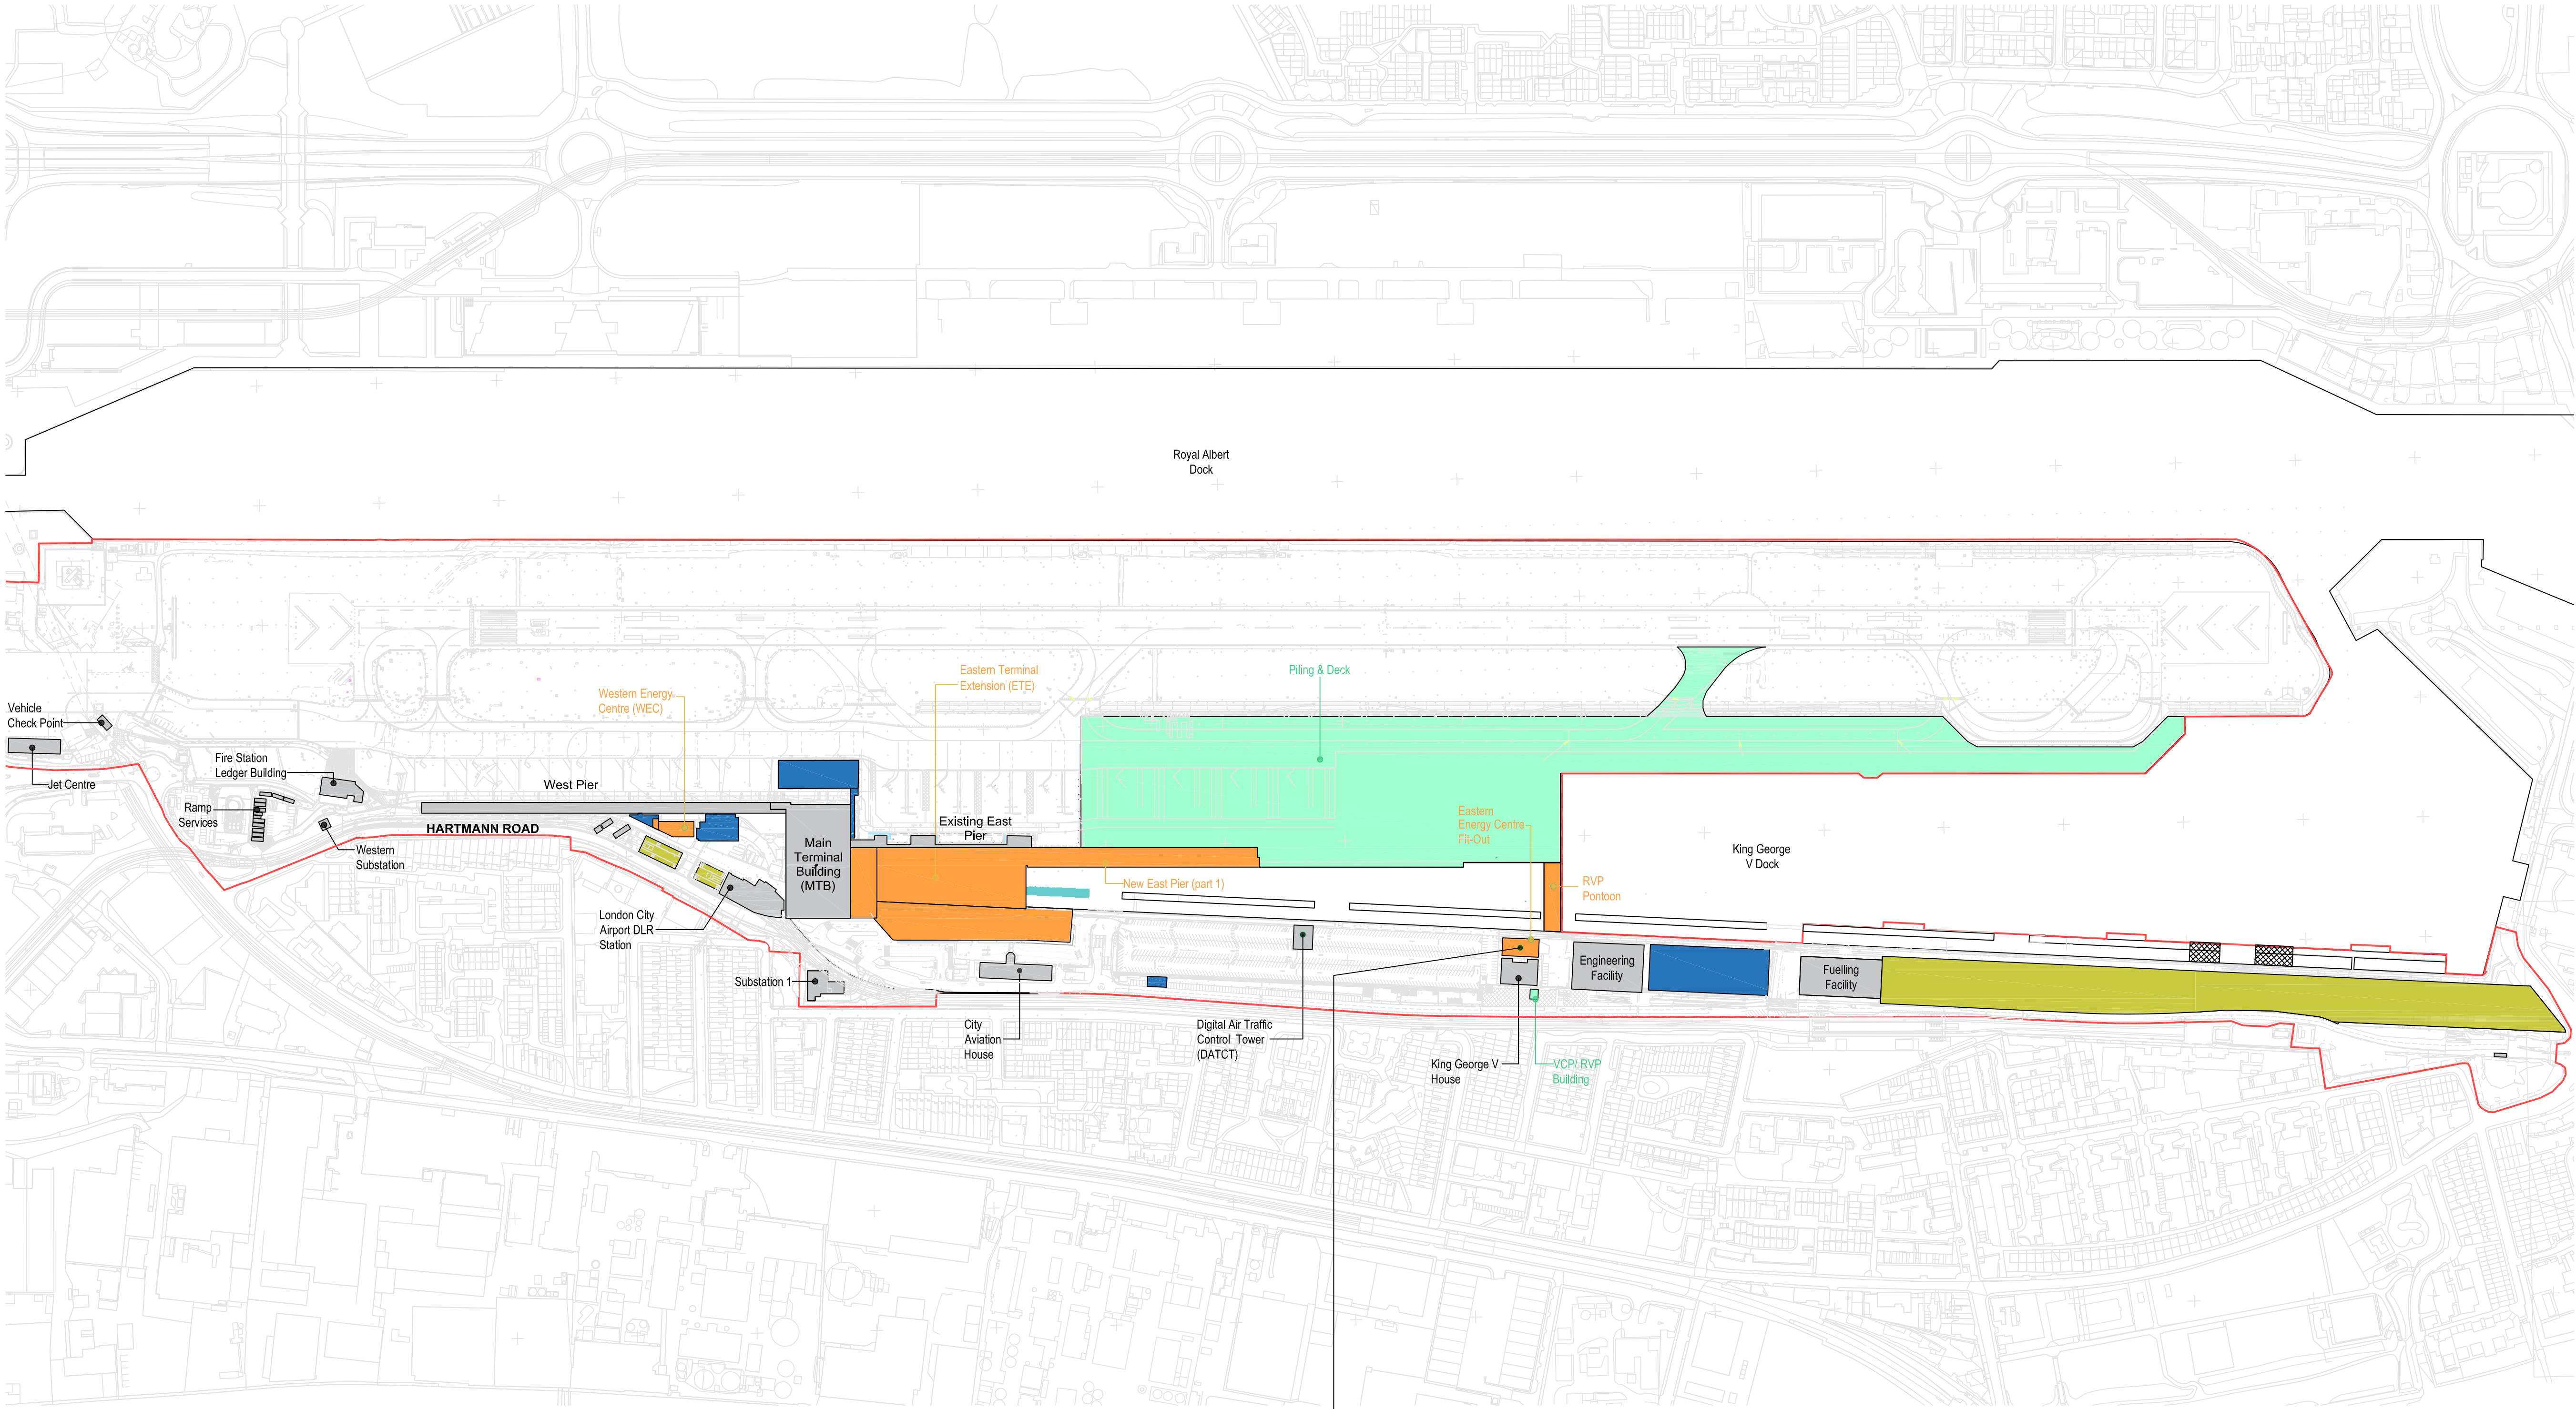 Royal Albert
Dock
Eastern Terminal
Extension (ETE)
Piling & Deck
Western Energy
Centre (WEC)
Vehicle
Check Point
Jet Centre
Fire Station
Ledger Building
Ramp
Services
West Pier
HARTMANN ROAD
Western
Substation
Main
Terminal
Building
(MTB)
Existing East
Pier
New East Pier (part 1)
Eastern
Energy Centre
Fit-Out
RVP
Pontoon
King George
V Dock
London City
Airport DLR
Station
Substation 1
City
Aviation
House
Digital Air Traffic
Control Tower
(DATCT)
King George V
House
VCP/ RVP
Building
Engineering
Facility
Fuelling
Facility